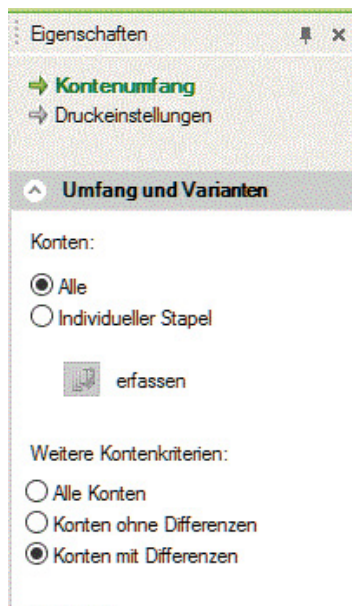 Eigenschaften
Kontenumfang
Druckeinstellungen
Umfang und Varianten
Konten:
Alle
Individueller Stapel
erfassen
Weitere Kontenkriterien:
Alle Konten
Konten ohne Differenzen
Konten mit Differenzen